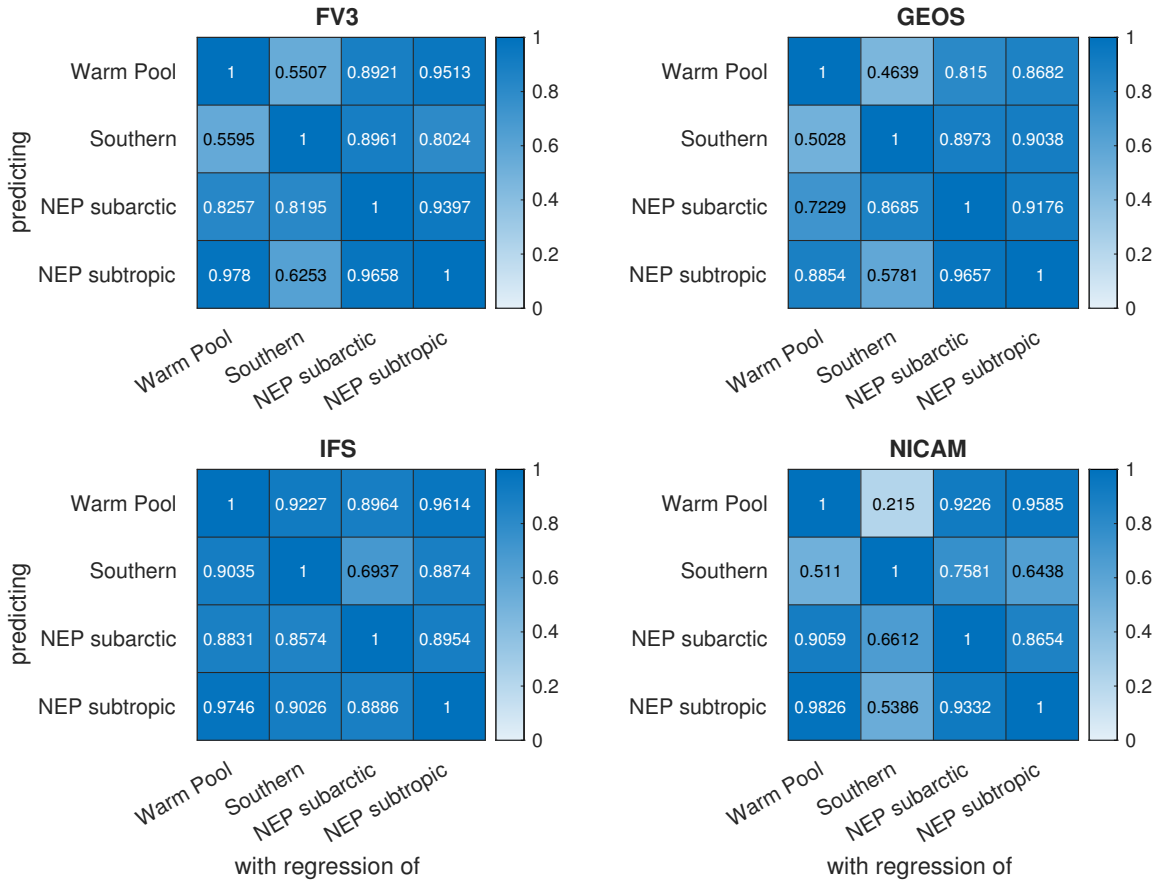 FV3
predicting
Warm Pool
Southern
NEP subarctic
NEP subtropic
1 0.5507 0.8921 0.9513
0.5595 1 0.8961 0.8024
0.8257 0.8195 1 0.9397
0.978 0.6253 0.9658 1
Warm Pool
Southern
NEP subarctic
NEP subtropic
1
0.8
0.6
0.4
0.2
0
GEOS
Warm Pool
Southern
NEP subarctic
NEP subtropic
1 0.4639 0.815 0.8682
0.5028 1 0.8973 0.9038
0.7229 0.8685 1 0.9176
0.8854 0.5781 0.9657 1
Warm Pool
Southern
NEP subarctic
NEP subtropic
1
0.8
0.6
0.4
0.2
0
IFS
predicting
Warm Pool
Southern
NEP subarctic
NEP subtropic
1 0.9227 0.8964 0.9614
0.9035 1 0.6937 0.8874
0.8831 0.8574 1 0.8954
0.9746 0.9026 0.8886 1
Warm Pool
Southern
NEP subarctic
NEP subtropic
with regression of
1
0.8
0.6
0.4
0.2
0
NICAM
Warm Pool
Southern
NEP subarctic
NEP subtropic
1 0.215 0.9226 0.9585
0.511 1 0.7581 0.6438
0.9059 0.6612 1 0.8654
0.9826 0.5386 0.9332 1
Warm Pool
Southern
NEP subarctic
NEP subtropic
with regression of
1
0.8
0.6
0.4
0.2
0